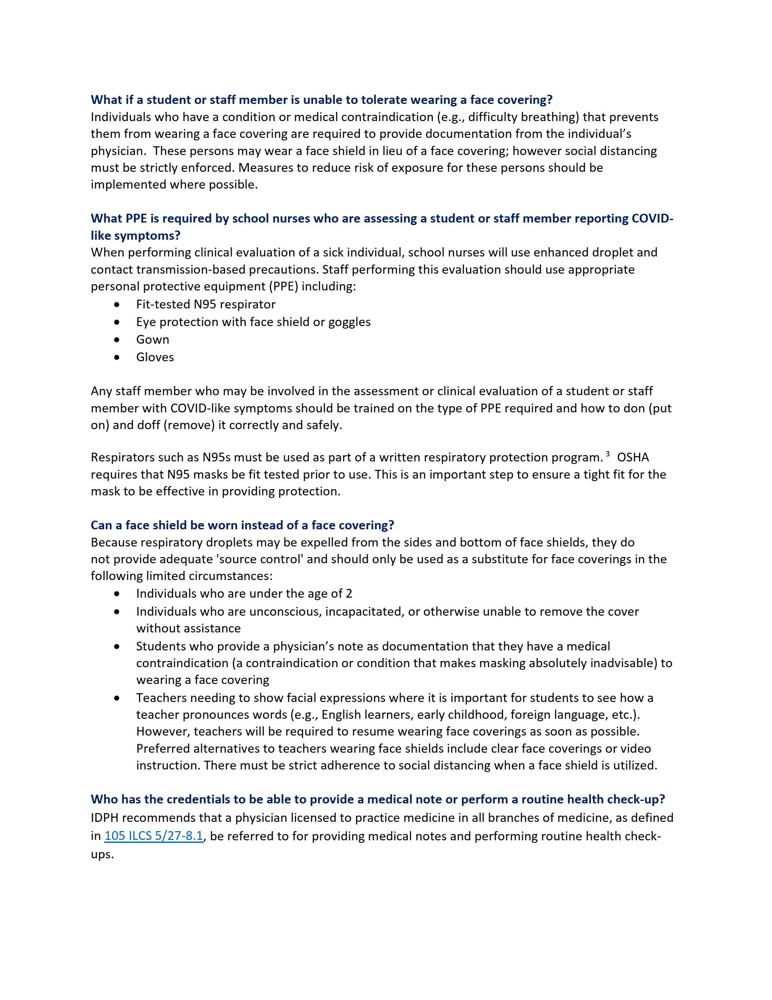 What if a student or staff member is unable to tolerate wearing a face covering?
Individuals who have a condition or medical contraindication (e.g., difficulty breathing) that prevents
them from wearing a face covering are required to provide documentation from the individual’s
physician.  These persons may wear a face shield in lieu of a face covering; however social distancing
must be strictly enforced. Measures to reduce risk of exposure for these persons should be
implemented where possible.
What PPE is required by school nurses who are assessing a student or staff member reporting COVID-
like symptoms?
When performing clinical evaluation of a sick individual, school nurses will use enhanced droplet and
contact transmission-based precautions. Staff performing this evaluation should use appropriate
personal protective equipment (PPE) including:
• Fit-tested N95 respirator
• Eye protection with face shield or goggles
• Gown
• Gloves
Any staff member who may be involved in the assessment or clinical evaluation of a student or staff
member with COVID-like symptoms should be trained on the type of PPE required and how to don (put
on) and doff (remove) it correctly and safely.
Respirators such as N95s must be used as part of a written respiratory protection program. ³  OSHA
requires that N95 masks be fit tested prior to use. This is an important step to ensure a tight fit for the
mask to be effective in providing protection.
Can a face shield be worn instead of a face covering?
Because respiratory droplets may be expelled from the sides and bottom of face shields, they do
not provide adequate 'source control' and should only be used as a substitute for face coverings in the
following limited circumstances:
• Individuals who are under the age of 2
• Individuals who are unconscious, incapacitated, or otherwise unable to remove the cover
without assistance
• Students who provide a physician’s note as documentation that they have a medical
contraindication (a contraindication or condition that makes masking absolutely inadvisable) to
wearing a face covering
• Teachers needing to show facial expressions where it is important for students to see how a
teacher pronounces words (e.g., English learners, early childhood, foreign language, etc.).
However, teachers will be required to resume wearing face coverings as soon as possible.
Preferred alternatives to teachers wearing face shields include clear face coverings or video
instruction. There must be strict adherence to social distancing when a face shield is utilized.
Who has the credentials to be able to provide a medical note or perform a routine health check-up?
IDPH recommends that a physician licensed to practice medicine in all branches of medicine, as defined
in 105 ILCS 5/27-8.1, be referred to for providing medical notes and performing routine health check-
ups.